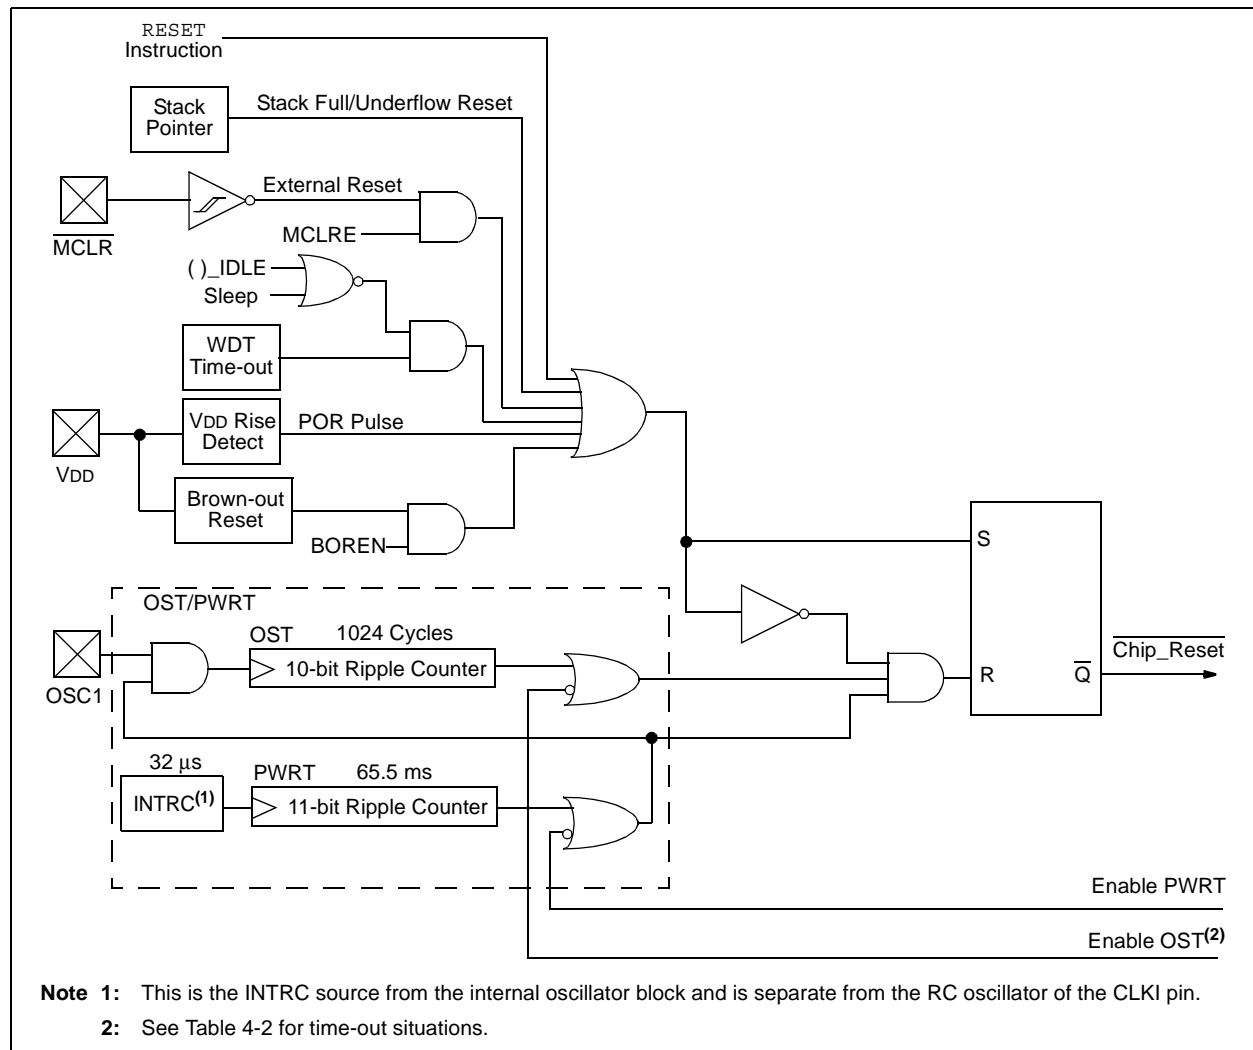 RESET
Instruction
Stack
Pointer
Stack Full/Underflow Reset
External Reset
MCLR
MCLRE
( )_IDLE
Sleep
WDT
Time-out
VDD Rise
Detect
POR Pulse
VDD
Brown-out
Reset
BOREN
S
OST/PWRT
OST
1024 Cycles
10-bit Ripple Counter
OSC1
Chip_Reset
R
Q
32 μs
INTRC(1)
PWRT
65.5 ms
11-bit Ripple Counter
Enable PWRT
Enable OST(2)
Note 1: This is the INTRC source from the internal oscillator block and is separate from the RC oscillator of the CLKI pin.
2: See Table 4-2 for time-out situations.